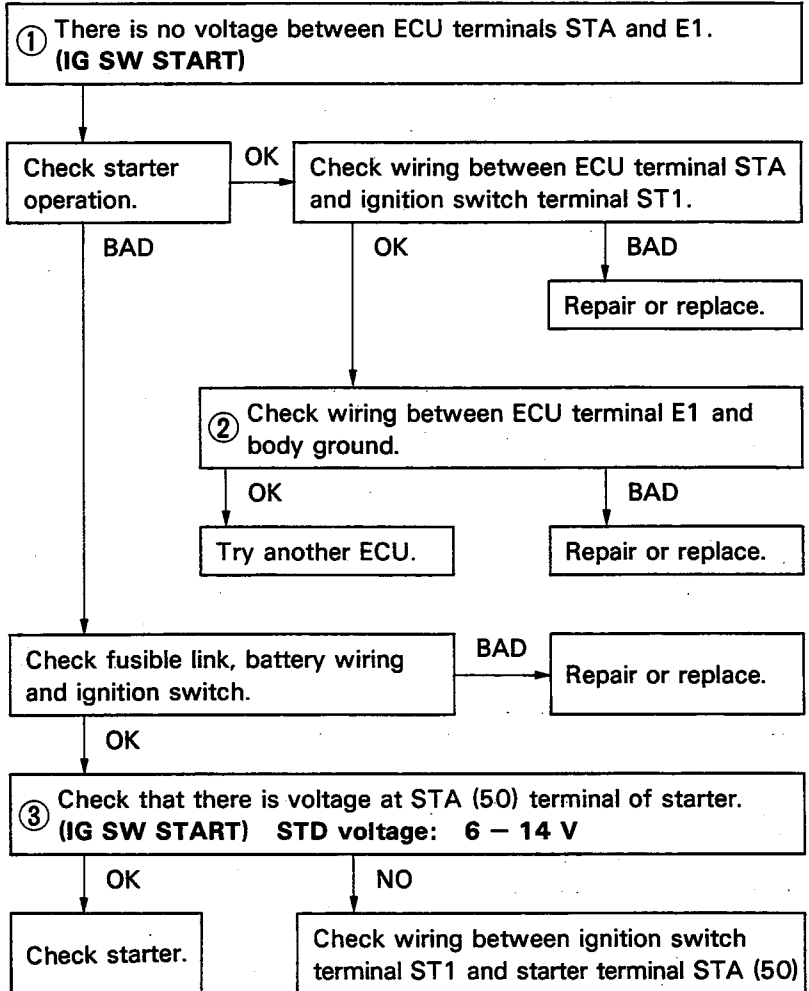 ① There is no voltage between ECU terminals STA and E1.
(IG SW START)
Check starter
operation.
OK
Check wiring between ECU terminal STA
and ignition switch terminal ST1.
BAD
OK
BAD
Repair or replace.
② Check wiring between ECU terminal E1 and
body ground.
OK
BAD
Try another ECU.
Repair or replace.
Check fusible link, battery wiring
and ignition switch.
BAD
Repair or replace.
OK
③ Check that there is voltage at STA (50) terminal of starter.
(IG SW START) STD voltage: 6 – 14 V
OK
NO
Check starter.
Check wiring between ignition switch
terminal ST1 and starter terminal STA (50)